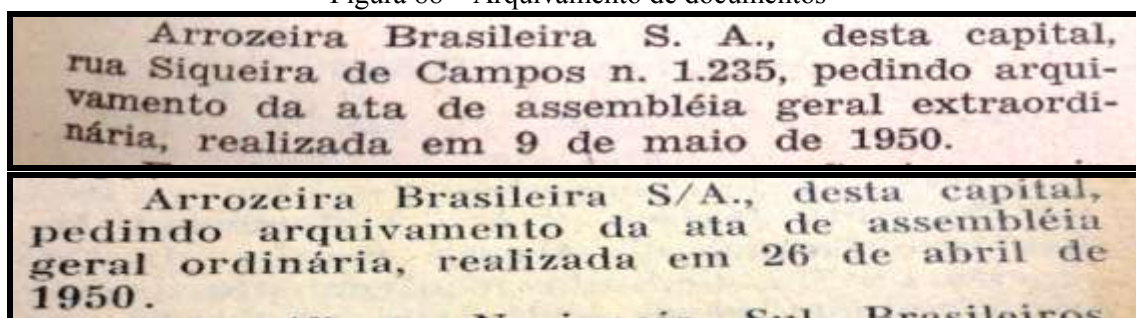 Arquivamento de documentos
Arrozeira Brasileira S. A., desta capital,
rua Siqueira de Campos n. 1.235, pedindo arqui-
vamento da ata de assembléia geral extraordi-
nária, realizada em 9 de maio de 1950.
Arrozeira Brasileira S/A., desta capital,
pedindo arquivamento da ata de assembléia
geral ordinária, realizada em 26 de abril de
1950.
Sul Brasileiros